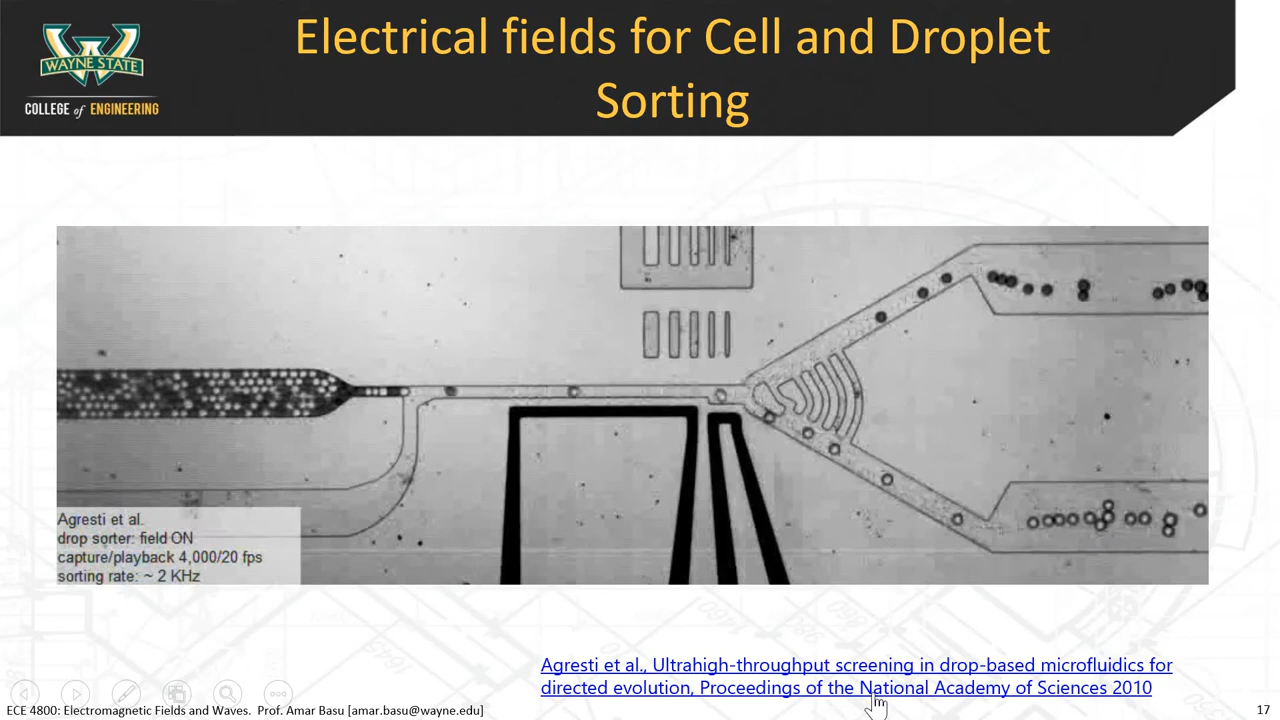 WAYNE STATE
COLLEGE of ENGINEERING
Electrical fields for Cell and Droplet
Sorting
Agresti et al.
drop sorter: field ON
capture/playback 4,000/20 fps
sorting rate: ~ 2 KHz
Agresti et al., Ultrahigh-throughput screening in drop-based microfluidics for
directed evolution, Proceedings of the National Academy of Sciences 2010
ECE 4800: Electromagnetic Fields and Waves. Prof. Amar Basu [amar.basu@wayne.edu]
17